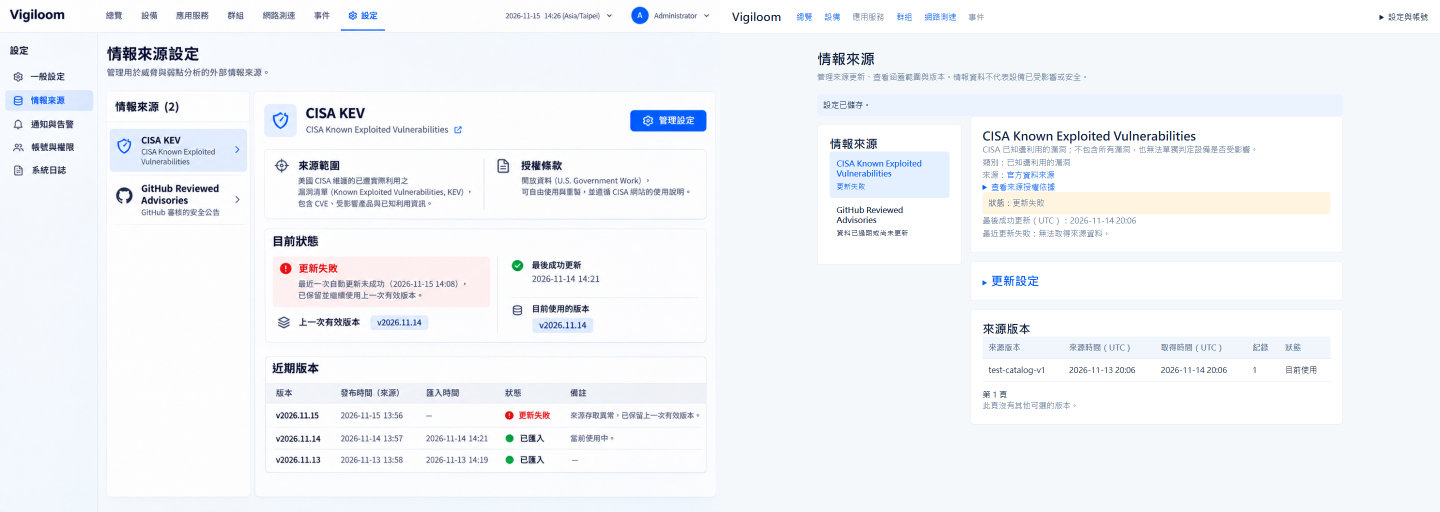 Vigiloom
總覽 設備 應用服務 群組 網路測速 事件 設定
2026-11-15 14:26 (Asia/Taipei)
A Administrator
設定
一般設定
情報來源
通知與告警
帳號與權限
系統日誌
情報來源設定
管理用於威脅與弱點分析的外部情報來源。
情報來源 (2)
CISA KEV
CISA Known Exploited
Vulnerabilities
GitHub Reviewed
Advisories
GitHub 審核的安全公告
CISA KEV
CISA Known Exploited Vulnerabilities
管理設定
來源範圍
美國 CISA 維護的已遭實際利用之
漏洞清單 (Known Exploited Vulnerabilities, KEV)，
包含 CVE、受影響產品與已知利用資訊。
授權條款
開放資料 (U.S. Government Work)，
可自由使用與重製，並遵循 CISA 網站的使用說明。
目前狀態
更新失敗
最近一次自動更新未成功（2026-11-15 14:08），
已保留並繼續使用上一次有效版本。
上一次有效版本 v2026.11.14
最後成功更新
2026-11-14 14:21
目前使用的版本
v2026.11.14
近期版本
版本 發布時間（來源） 匯入時間 狀態 備註
v2026.11.15 2026-11-15 13:56 — 更新失敗 來源存取異常，已保留上一次有效版本。
v2026.11.14 2026-11-14 13:57 2026-11-14 14:21 已匯入 當前使用中。
v2026.11.13 2026-11-13 13:58 2026-11-13 14:19 已匯入 —
Vigiloom
總覽 設備 應用服務 群組 網路測速 事件
▶ 設定與帳號
情報來源
管理來源更新、查看涵蓋範圍與版本。情報資料不代表設備已受影響或安全。
設定已儲存。
情報來源
CISA Known Exploited
Vulnerabilities
更新失敗
GitHub Reviewed
Advisories
資料已過期或尚未更新
CISA Known Exploited Vulnerabilities
CISA 已知遭利用的漏洞；不包含所有漏洞，也無法單獨判定設備是否受影響。
類別：已知遭利用的漏洞
來源：官方資料來源
▶ 查看來源授權依據
狀態：更新失敗
最後成功更新（UTC）：2026-11-14 20:06
最近更新失敗：無法取得來源資料。
▶ 更新設定
來源版本
來源版本 來源時間（UTC） 取得時間（UTC） 記錄 狀態
test-catalog-v1 2026-11-13 20:06 2026-11-14 20:06 1 目前使用
第 1 頁
此頁沒有其他可選的版本。